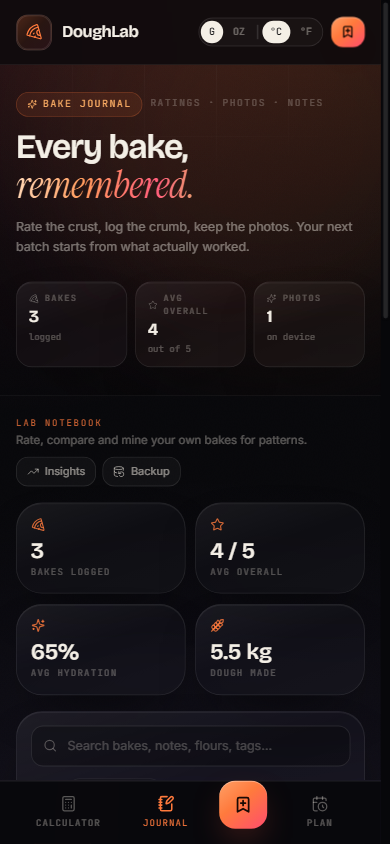 DoughLab
G OZ °C °F
BAKE JOURNAL RATINGS · PHOTOS · NOTES
Every bake,
remembered.
Rate the crust, log the crumb, keep the photos. Your next
batch starts from what actually worked.
BAKES
3
logged
AVG
OVERALL
4
out of 5
PHOTOS
1
on device
LAB NOTEBOOK
Rate, compare and mine your own bakes for patterns.
Insights Backup
3
BAKES LOGGED
4 / 5
AVG OVERALL
65%
AVG HYDRATION
5.5 kg
DOUGH MADE
Search bakes, notes, flours, tags...
CALCULATOR JOURNAL PLAN